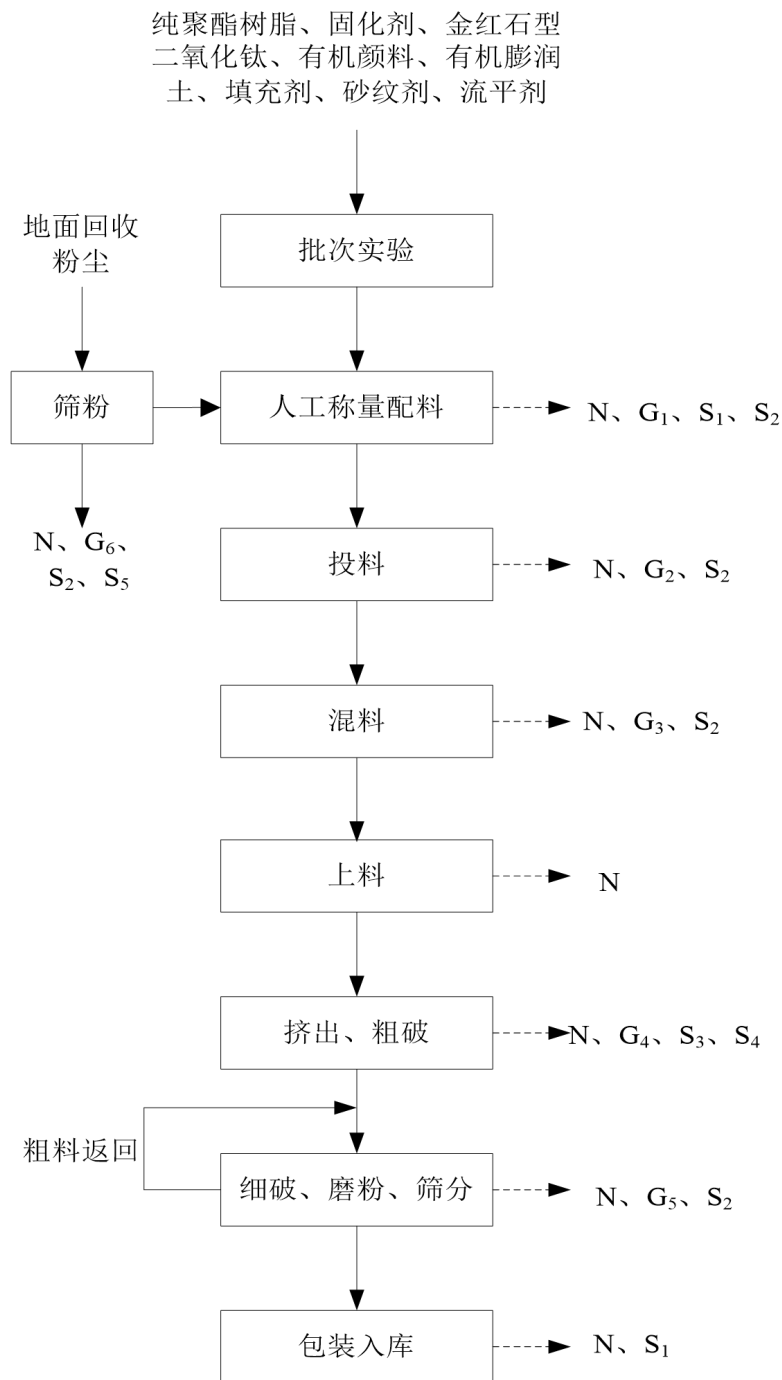 纯聚酯树脂、固化剂、金红石型
二氧化钛、有机颜料、有机膨润
土、填充剂、砂纹剂、流平剂
地面回收
粉尘
批次实验
筛粉
人工称量配料
N、G₁、S₁、S₂
N、G₆、
S₂、S₅
投料
N、G₂、S₂
混料
N、G₃、S₂
上料
N
挤出、粗破
N、G₄、S₃、S₄
粗料返回
细破、磨粉、筛分
N、G₅、S₂
包装入库
N、S₁